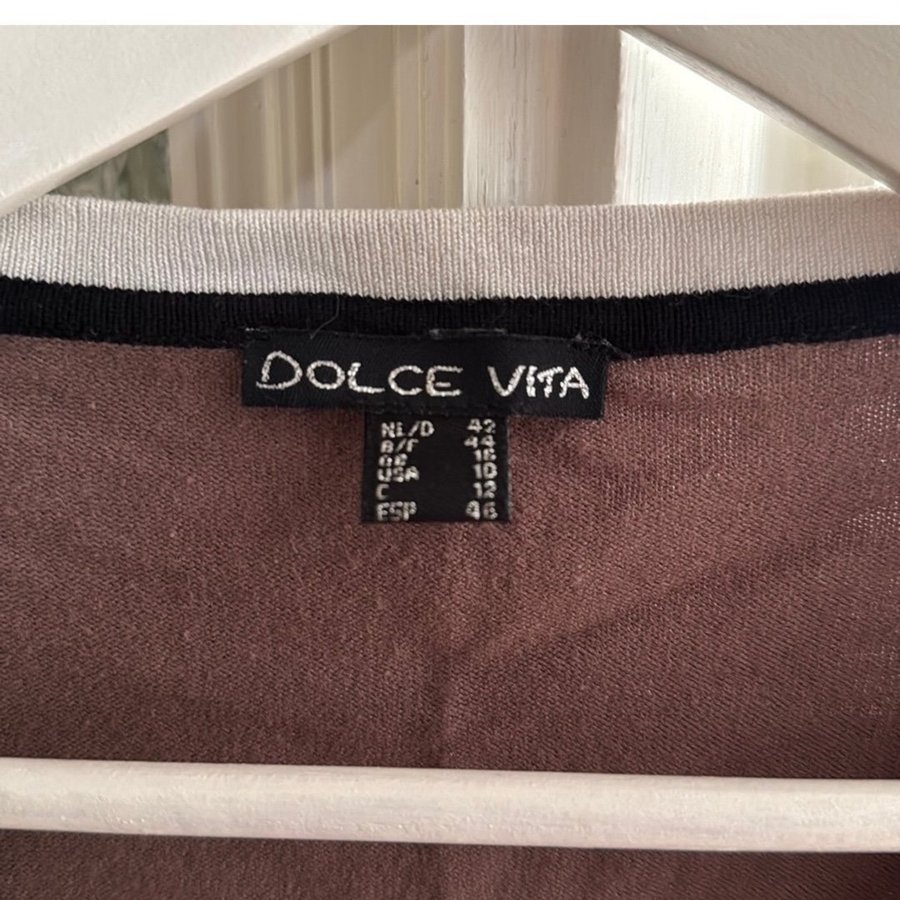 DOLCE VITA
NL/D 42
B/F 44
GB 16
USA 10
C 12
ESP 46